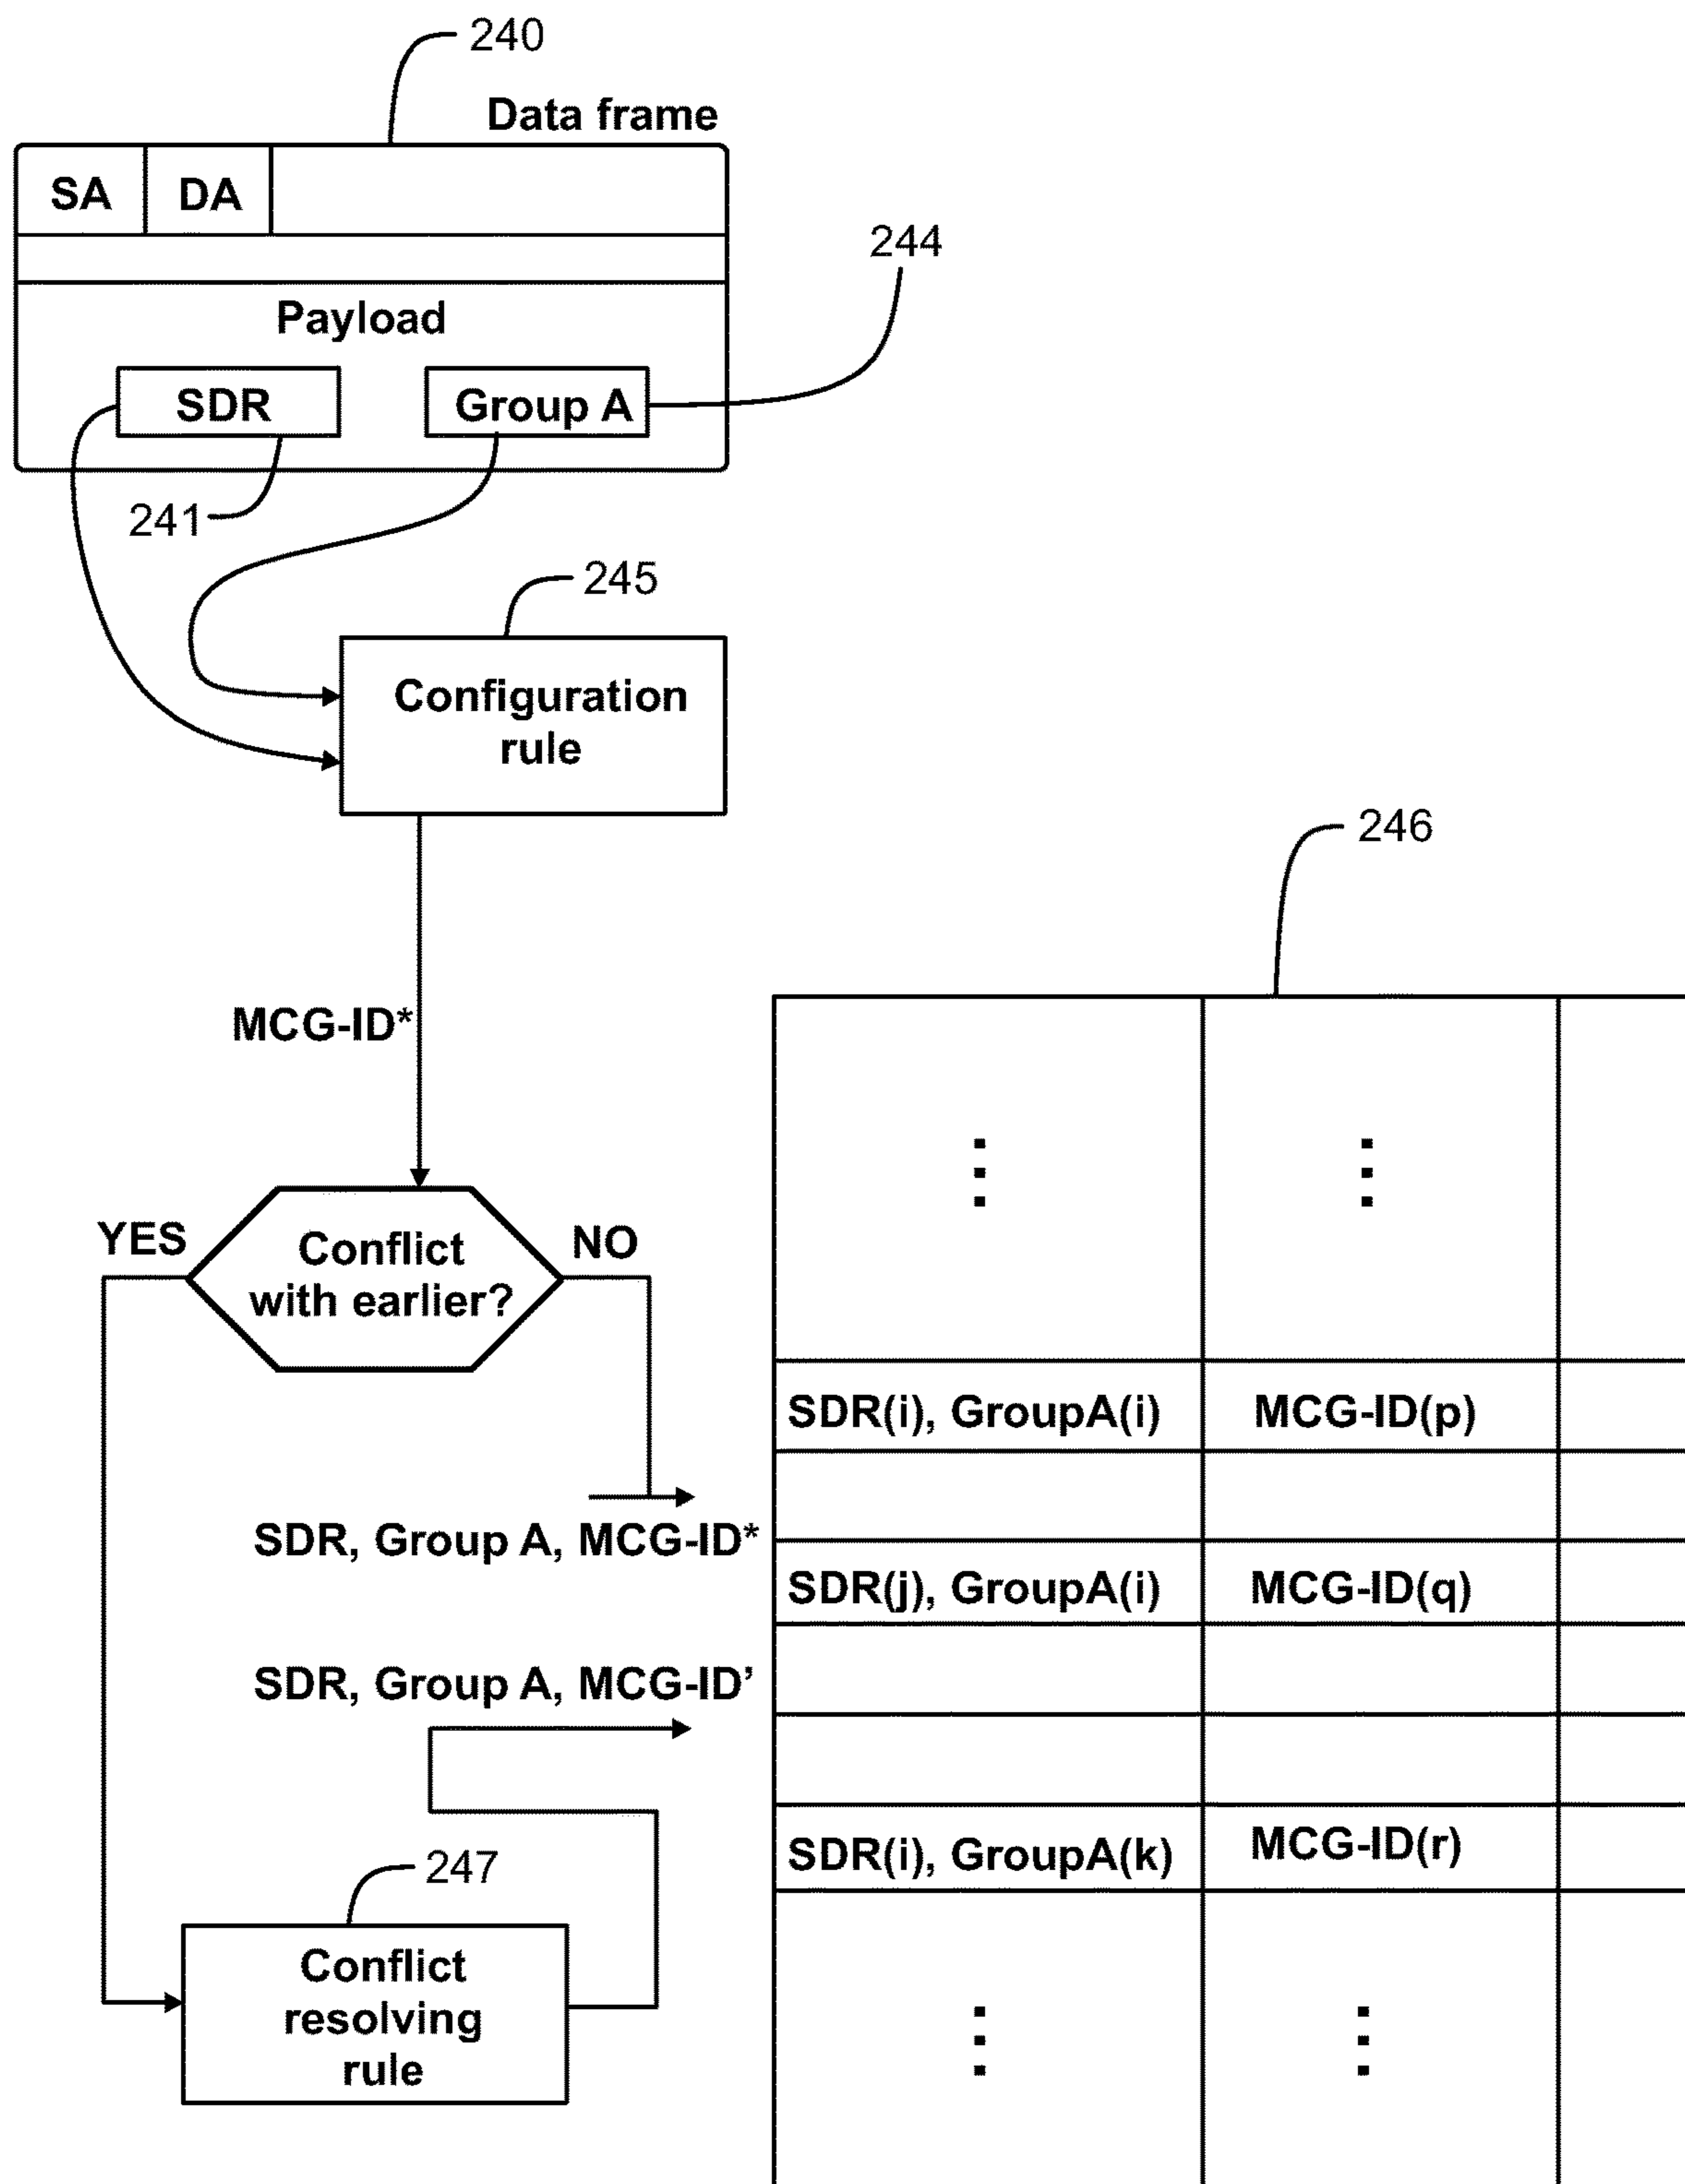 240
Data frame
SA DA
244
Payload
SDR Group A
241
245
Configuration
rule
246
MCG-ID*
YES
Conflict
with earlier?
NO
SDR(i), GroupA(i) MCG-ID(p)
SDR, Group A, MCG-ID*
SDR(j), GroupA(i) MCG-ID(q)
SDR, Group A, MCG-ID’
SDR(i), GroupA(k) MCG-ID(r)
247
Conflict
resolving
rule